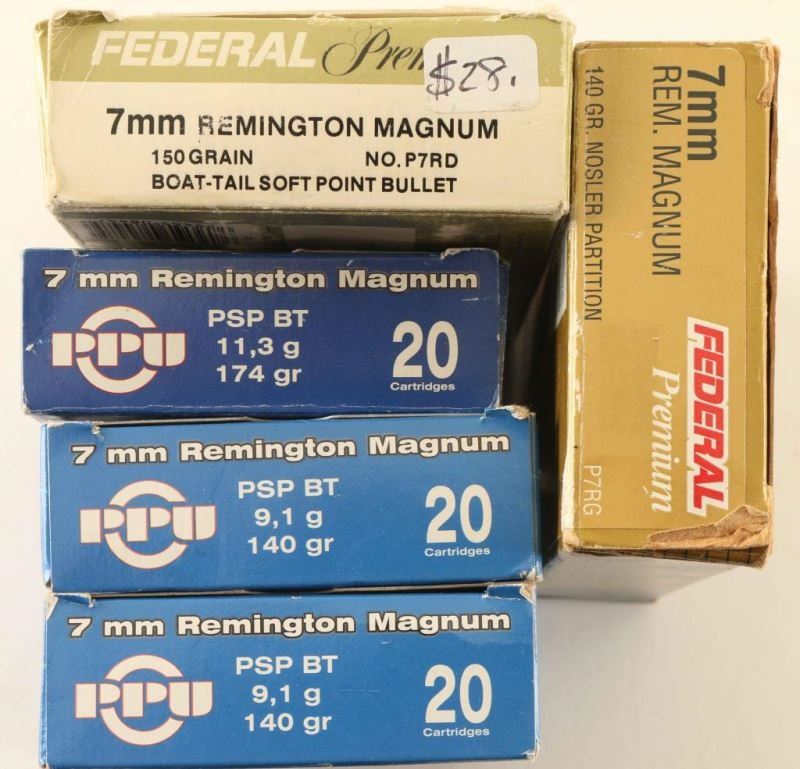 FEDERAL Prem
$28.
7mm REMINGTON MAGNUM
150 GRAIN NO. P7RD
BOAT-TAIL SOFT POINT BULLET
7 mm Remington Magnum
PPU
PSP BT
11,3 g
174 gr
20
Cartridges
7 mm Remington Magnum
PPU
PSP BT
9,1 g
140 gr
20
Cartridges
7 mm Remington Magnum
PPU
PSP BT
9,1 g
140 gr
20
Cartridges
7mm
REM. MAGNUM
140 GR. NOSLER PARTITION
FEDERAL
Premium
P7RG